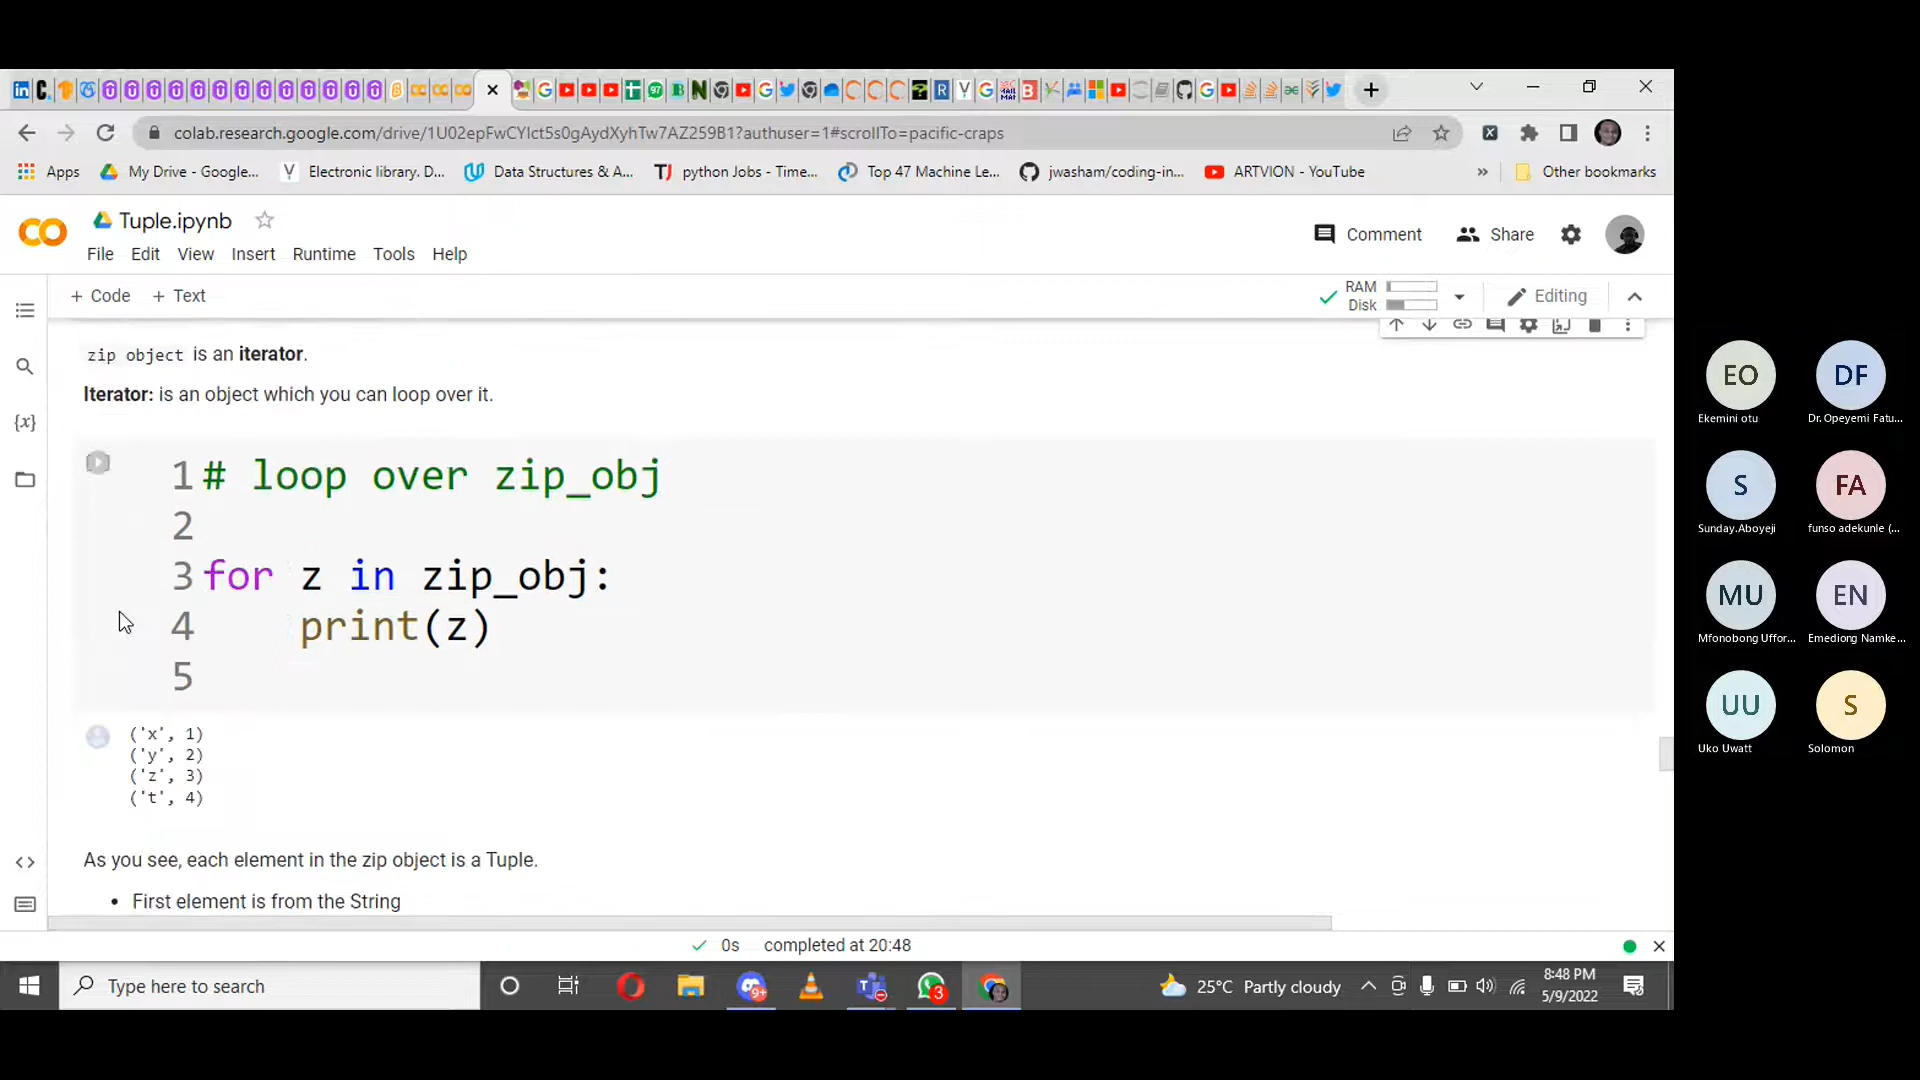 colab.research.google.com/drive/1U02epFwCYIct5s0gAydXyhTw7AZ259B1?authuser=1#scrollTo=pacific-craps
Apps My Drive - Google... Electronic library. D... Data Structures & A... python Jobs - Time... Top 47 Machine Le... jwasham/coding-in... ARTVION - YouTube » Other bookmarks
Tuple.ipynb
Comment Share
File Edit View Insert Runtime Tools Help
+ Code + Text
RAM
Disk
Editing
zip object is an iterator.
Iterator: is an object which you can loop over it.
1 # loop over zip_obj
2
3 for z in zip_obj:
4 print(z)
5
('x', 1)
('y', 2)
('z', 3)
('t', 4)
As you see, each element in the zip object is a Tuple.
• First element is from the String
0s completed at 20:48
Type here to search
25°C Partly cloudy
8:48 PM
5/9/2022
EO DF
Ekemini otu Dr. Opeyemi Fatu...
S FA
Sunday.Aboyeji funso adekunle (...
MU EN
Mfonobong Uffor... Emediong Namke...
UU S
Uko Uwatt Solomon